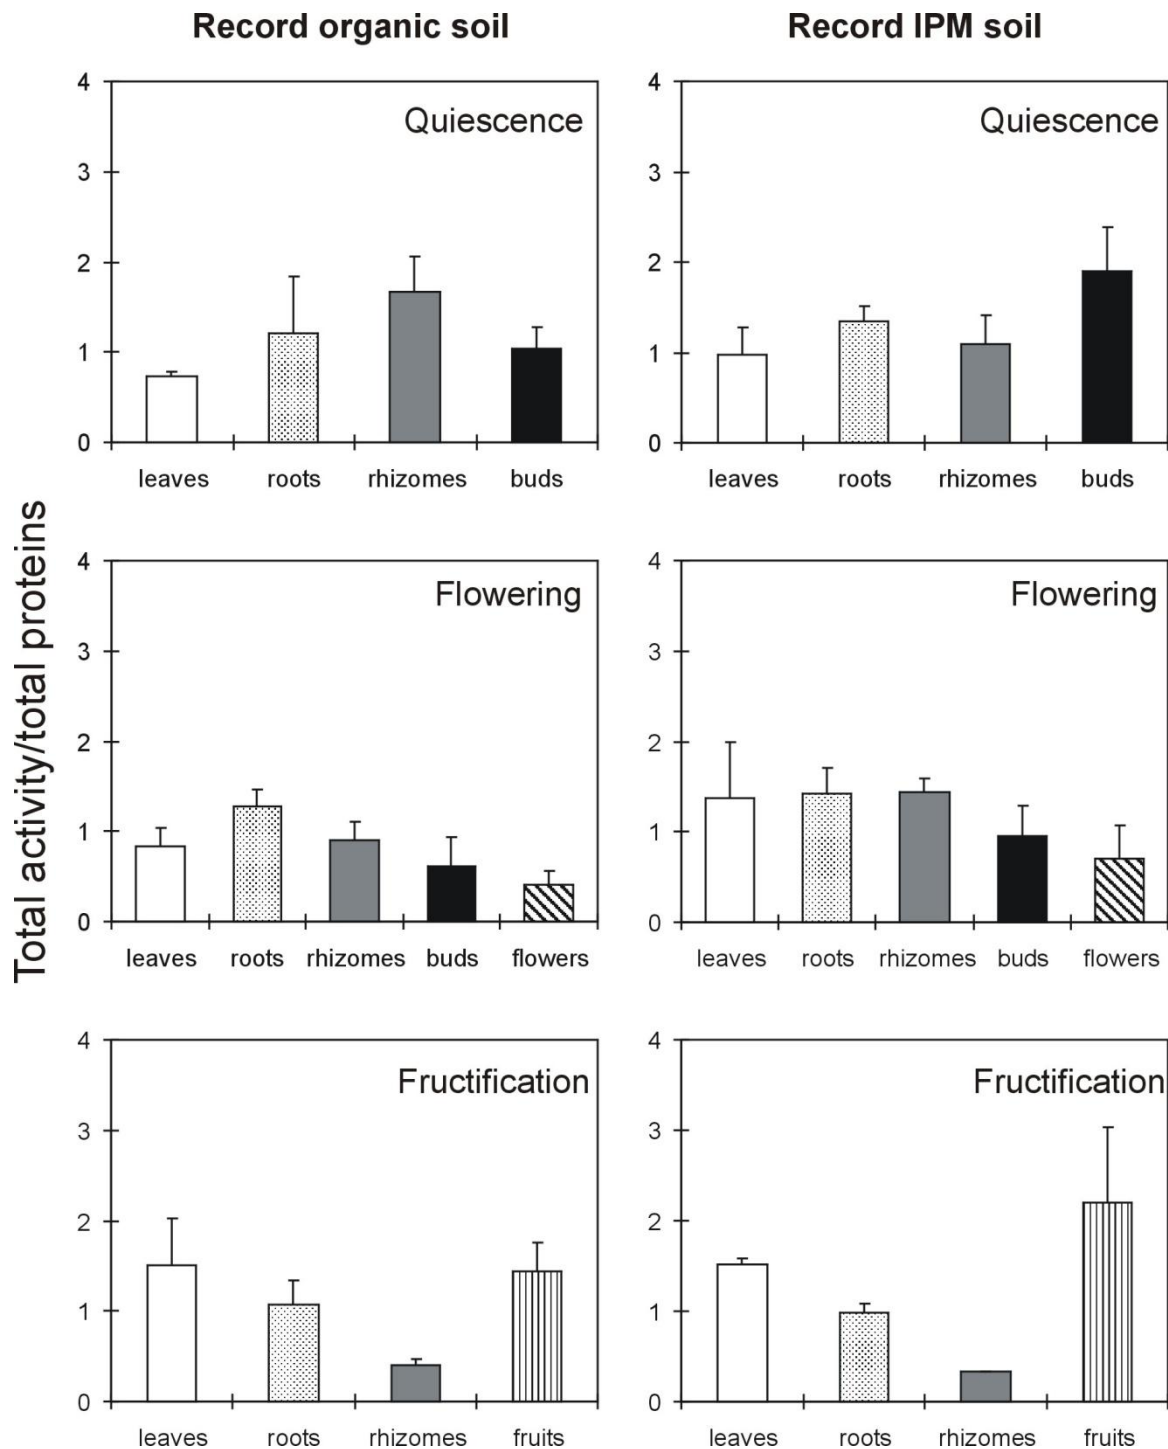 Record organic soil
Record IPM soil
Total activity/total proteins
4
Quiescence
3
2
1
0
leaves roots rhizomes buds
4
Quiescence
3
2
1
0
leaves roots rhizomes buds
4
Flowering
3
2
1
0
leaves roots rhizomes buds flowers
4
Flowering
3
2
1
0
leaves roots rhizomes buds flowers
4
Fructification
3
2
1
0
leaves roots rhizomes fruits
4
Fructification
3
2
1
0
leaves roots rhizomes fruits